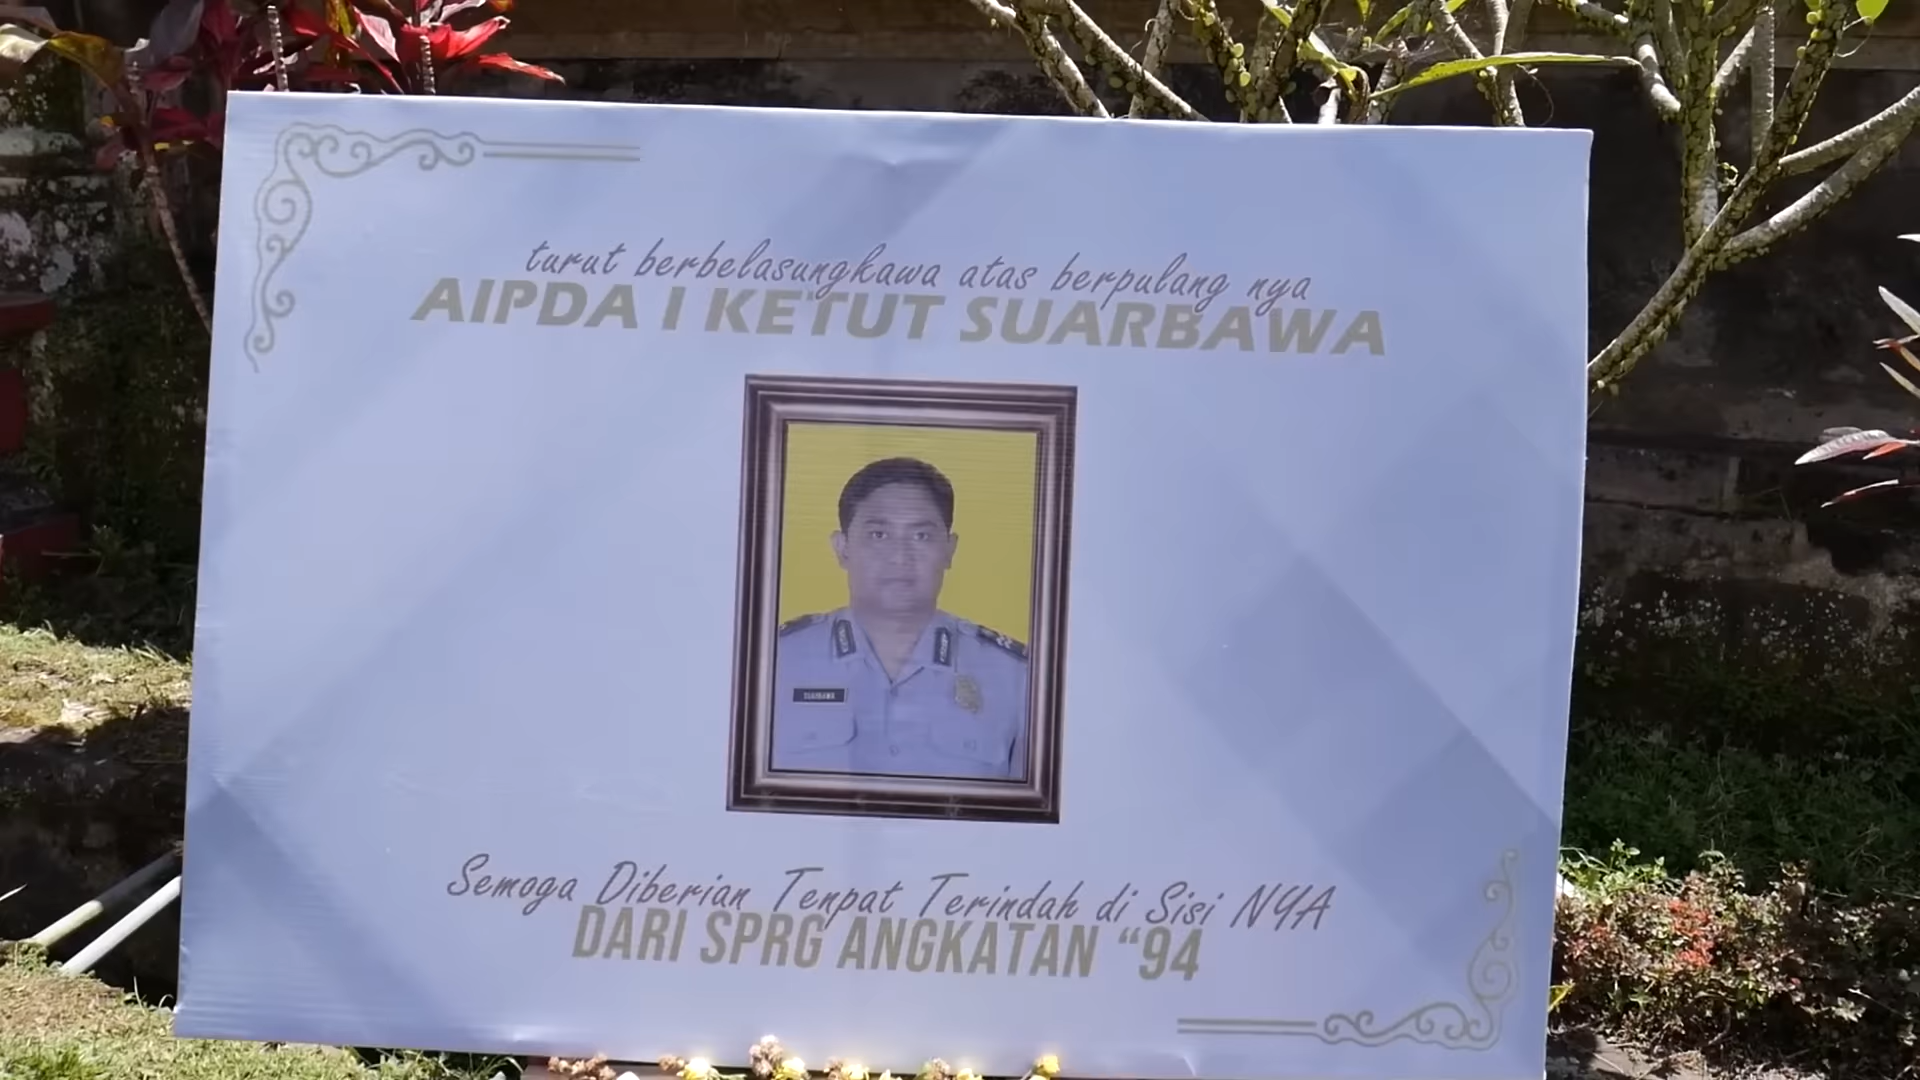 turut berbelasungkawa atas berpulang nya
AIPDA I KETUT SUARBAWA
SUARBAWA
Semoga Diberian Tenpat Terindah di Sisi NYA
DARI SPRG ANGKATAN “94